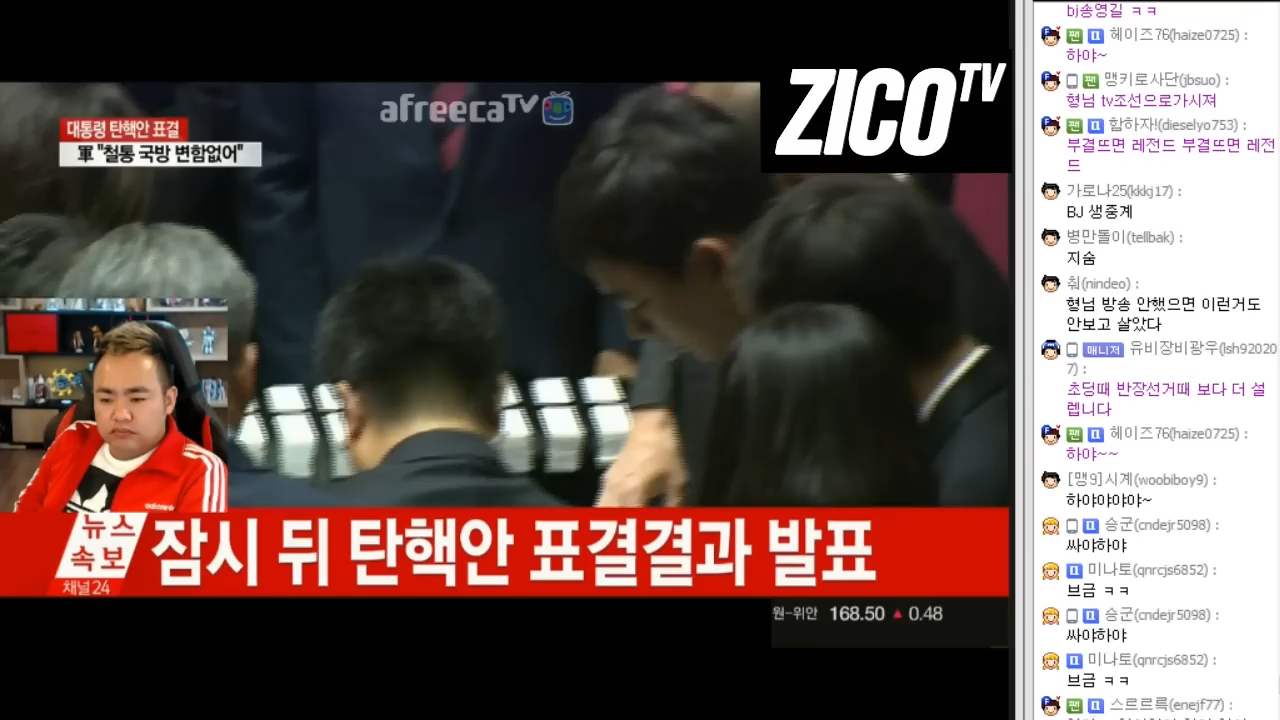 ZICO TV
afreecaTV
대통령 탄핵안 표결
軍 "철통 국방 변함없어"
뉴스
속보
잠시 뒤 탄핵안 표결결과 발표
채널24
원-위안 168.50 ▲ 0.48
bj송영길 ㅋㅋ
팬 헤이즈76(haize0725) :
하야~
팬 맹키로사단(jbsuo) :
형님 tv조선으로가시져
팬 합하자!(dieselyo753) :
부결뜨면 레전드 부결뜨면 레전
드
가로나25(kkkj17) :
BJ 생중계
병만돌이(tellbak) :
지숨
춰(nindeo) :
형님 방송 안했으면 이런거도
안보고 살았다
매니저 유비장비광우(lsh92020
7) :
초딩때 반장선거때 보다 더 설
렙니다
팬 헤이즈76(haize0725) :
하야~~
[맹9]시계(woobiboy9) :
하야야야야~
승군(cndejr5098) :
싸야하야
미나토(qnrcjs6852) :
브금 ㅋㅋ
승군(cndejr5098) :
싸야하야
미나토(qnrcjs6852) :
브금 ㅋㅋ
팬 스르르륵(enejf77) :